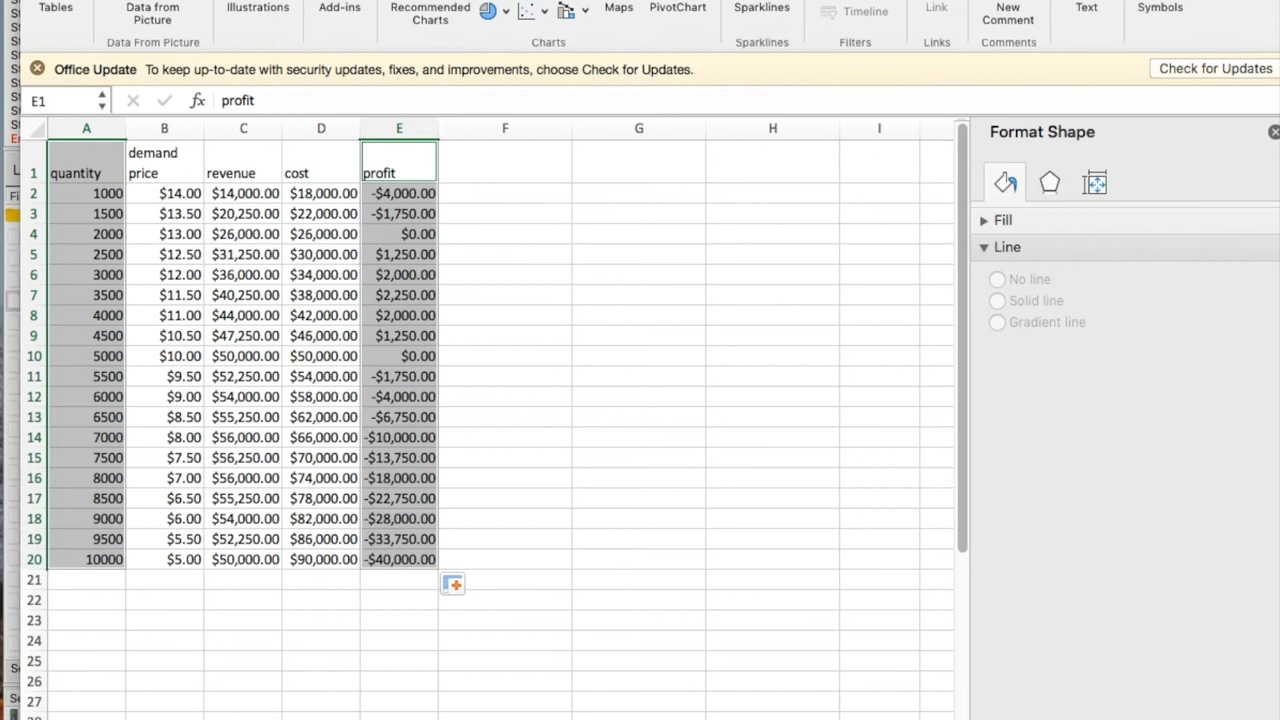 Tables Data from Picture Illustrations Add-ins Recommended Charts Maps PivotChart Sparklines Timeline Link New Comment Text Symbols
Data From Picture Charts Sparklines Filters Links Comments
Office Update To keep up-to-date with security updates, fixes, and improvements, choose Check for Updates. Check for Updates
E1 fx profit
A B C D E F G H I
1 quantity demand price revenue cost profit
2 1000 $14.00 $14,000.00 $18,000.00 -$4,000.00
3 1500 $13.50 $20,250.00 $22,000.00 -$1,750.00
4 2000 $13.00 $26,000.00 $26,000.00 $0.00
5 2500 $12.50 $31,250.00 $30,000.00 $1,250.00
6 3000 $12.00 $36,000.00 $34,000.00 $2,000.00
7 3500 $11.50 $40,250.00 $38,000.00 $2,250.00
8 4000 $11.00 $44,000.00 $42,000.00 $2,000.00
9 4500 $10.50 $47,250.00 $46,000.00 $1,250.00
10 5000 $10.00 $50,000.00 $50,000.00 $0.00
11 5500 $9.50 $52,250.00 $54,000.00 -$1,750.00
12 6000 $9.00 $54,000.00 $58,000.00 -$4,000.00
13 6500 $8.50 $55,250.00 $62,000.00 -$6,750.00
14 7000 $8.00 $56,000.00 $66,000.00 -$10,000.00
15 7500 $7.50 $56,250.00 $70,000.00 -$13,750.00
16 8000 $7.00 $56,000.00 $74,000.00 -$18,000.00
17 8500 $6.50 $55,250.00 $78,000.00 -$22,750.00
18 9000 $6.00 $54,000.00 $82,000.00 -$28,000.00
19 9500 $5.50 $52,250.00 $86,000.00 -$33,750.00
20 10000 $5.00 $50,000.00 $90,000.00 -$40,000.00
21
22
23
24
25
26
27
Format Shape
Fill
Line
No line
Solid line
Gradient line